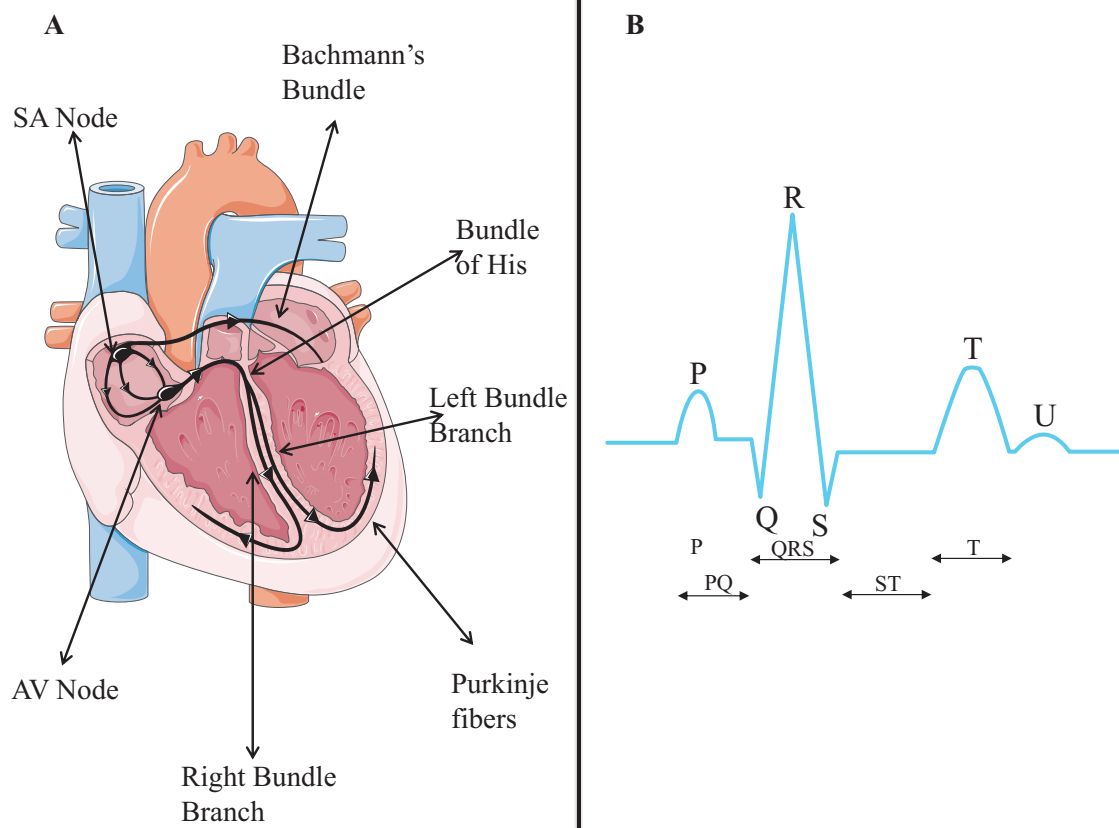 A
Bachmann’s
Bundle
SA Node
Bundle
of His
Left Bundle
Branch
AV Node
Purkinje
fibers
Right Bundle
Branch
B
R
P
T
U
Q
S
P
QRS
T
PQ
ST